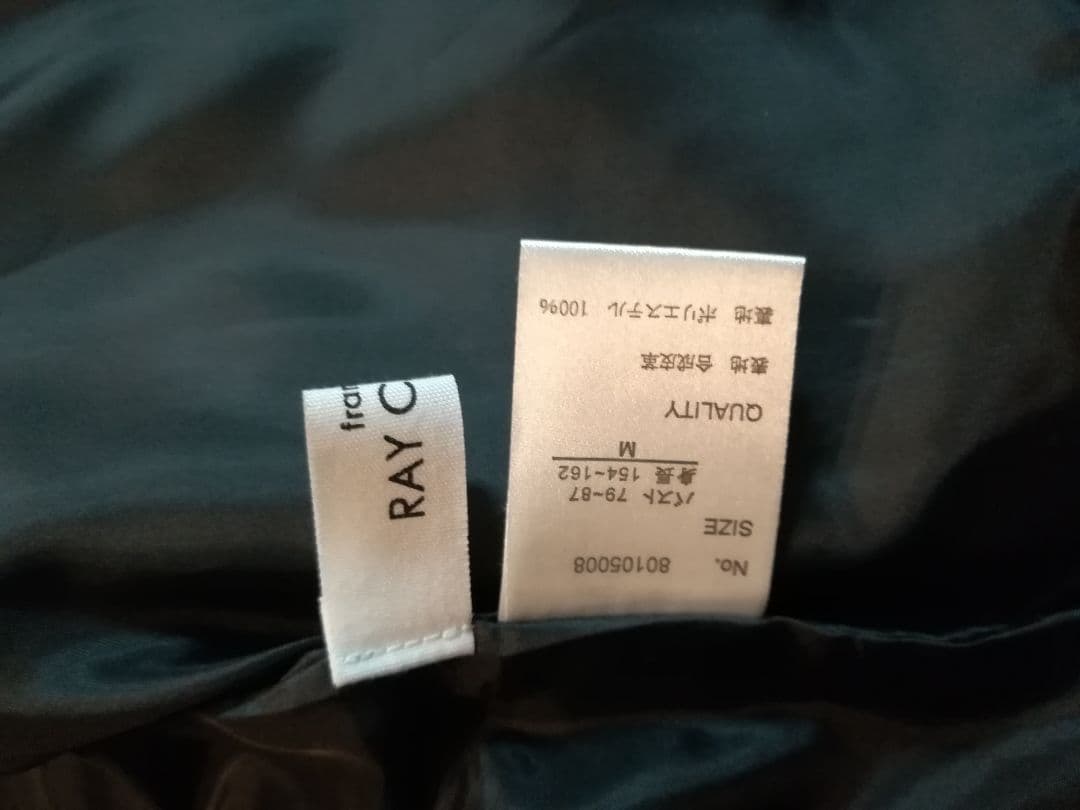 No. 80105008
SIZE
バスト 79~87
身長 154~162
M
QUALITY
表地 合成皮革
裏地 ポリエステル 100%
RAY C